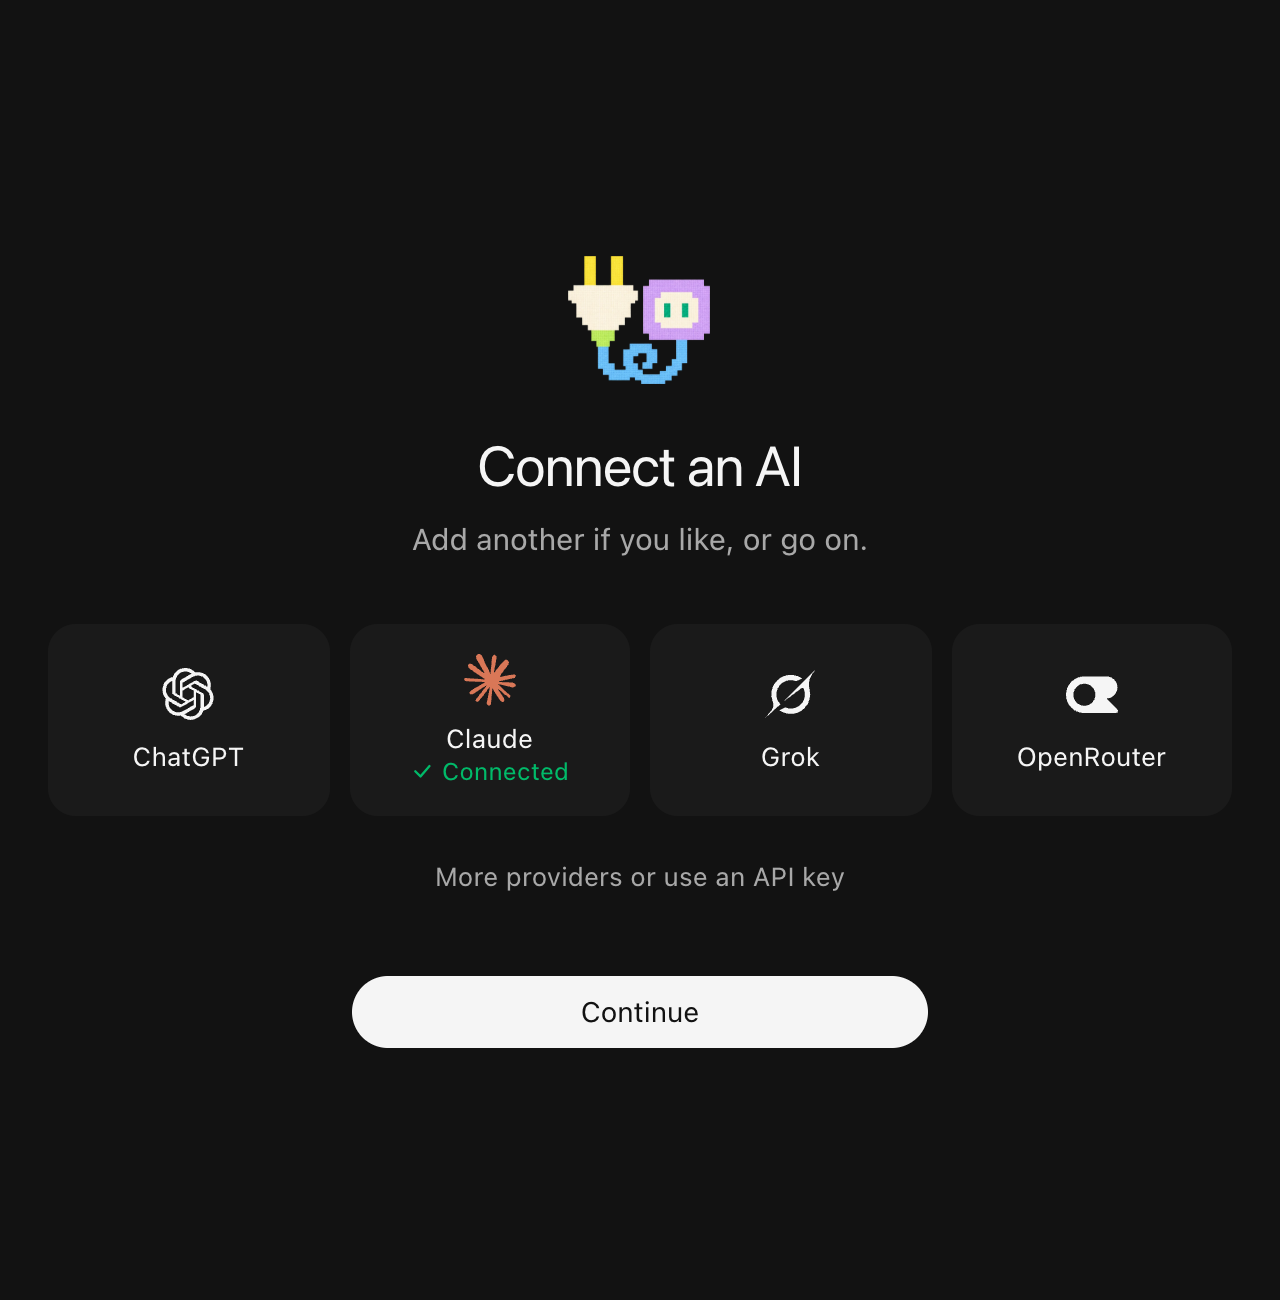 Connect an AI
Add another if you like, or go on.
ChatGPT
Claude
Connected
Grok
OpenRouter
More providers or use an API key
Continue